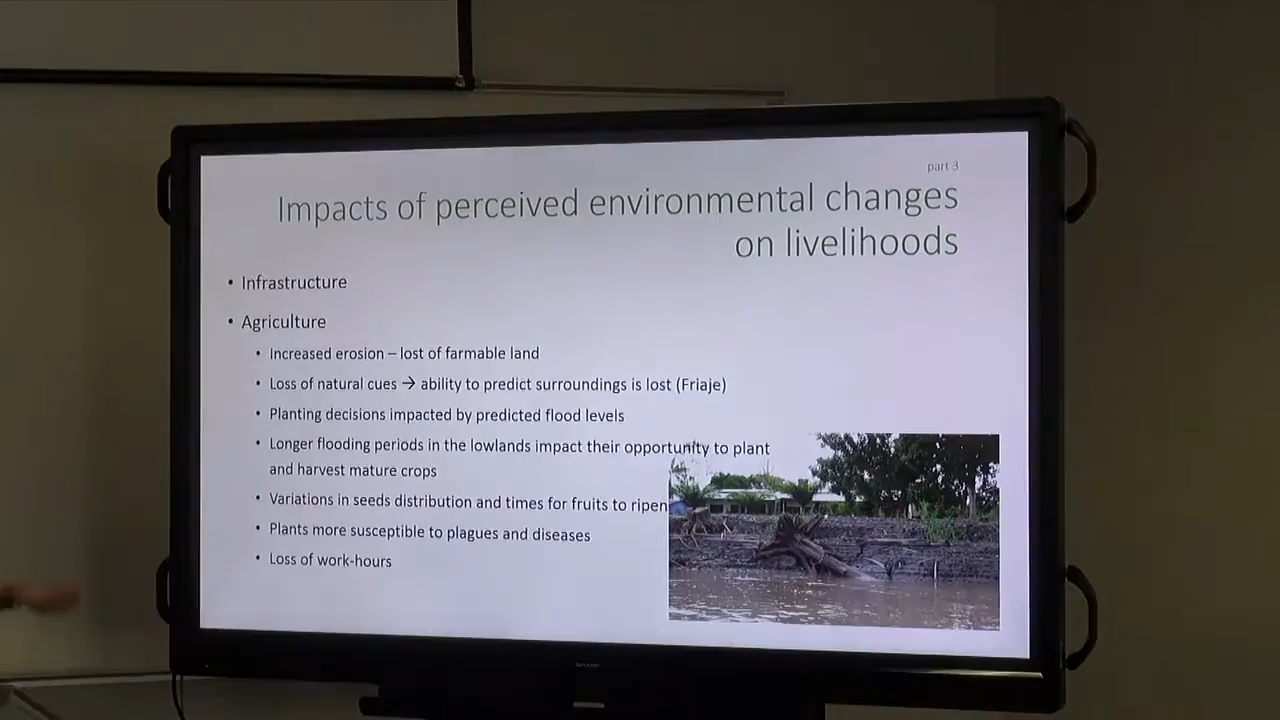 part 3
Impacts of perceived environmental changes
on livelihoods
• Infrastructure
• Agriculture
• Increased erosion – lost of farmable land
• Loss of natural cues → ability to predict surroundings is lost (Friaje)
• Planting decisions impacted by predicted flood levels
• Longer flooding periods in the lowlands impact their opportunity to plant
and harvest mature crops
• Variations in seeds distribution and times for fruits to ripen
• Plants more susceptible to plagues and diseases
• Loss of work-hours